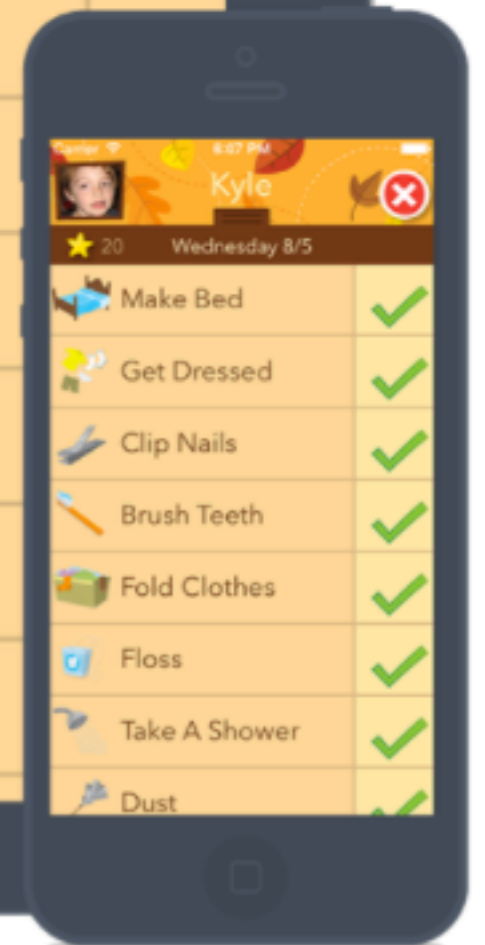 Carrier 6:07 PM
Kyle
20 Wednesday 8/5
Make Bed
Get Dressed
Clip Nails
Brush Teeth
Fold Clothes
Floss
Take A Shower
Dust